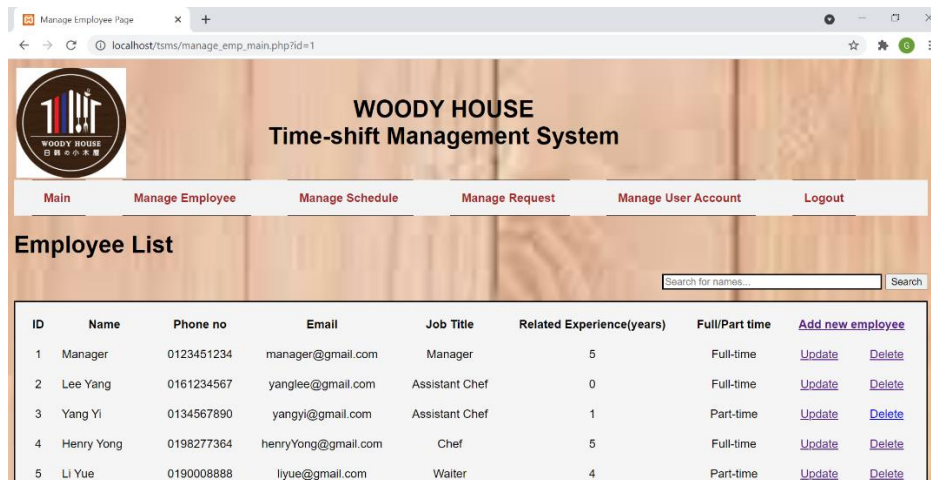 Manage Employee Page
localhost/tsms/manage_emp_main.php?id=1
G
WOODY HOUSE
日韩の小木屋
WOODY HOUSE
Time-shift Management System
Main Manage Employee Manage Schedule Manage Request Manage User Account Logout
Employee List
Search for names... Search
ID Name Phone no Email Job Title Related Experience(years) Full/Part time Add new employee
1 Manager 0123451234 manager@gmail.com Manager 5 Full-time Update Delete
2 Lee Yang 0161234567 yanglee@gmail.com Assistant Chef 0 Full-time Update Delete
3 Yang Yi 0134567890 yangyi@gmail.com Assistant Chef 1 Part-time Update Delete
4 Henry Yong 0198277364 henryYong@gmail.com Chef 5 Full-time Update Delete
5 Li Yue 0190008888 liyue@gmail.com Waiter 4 Part-time Update Delete